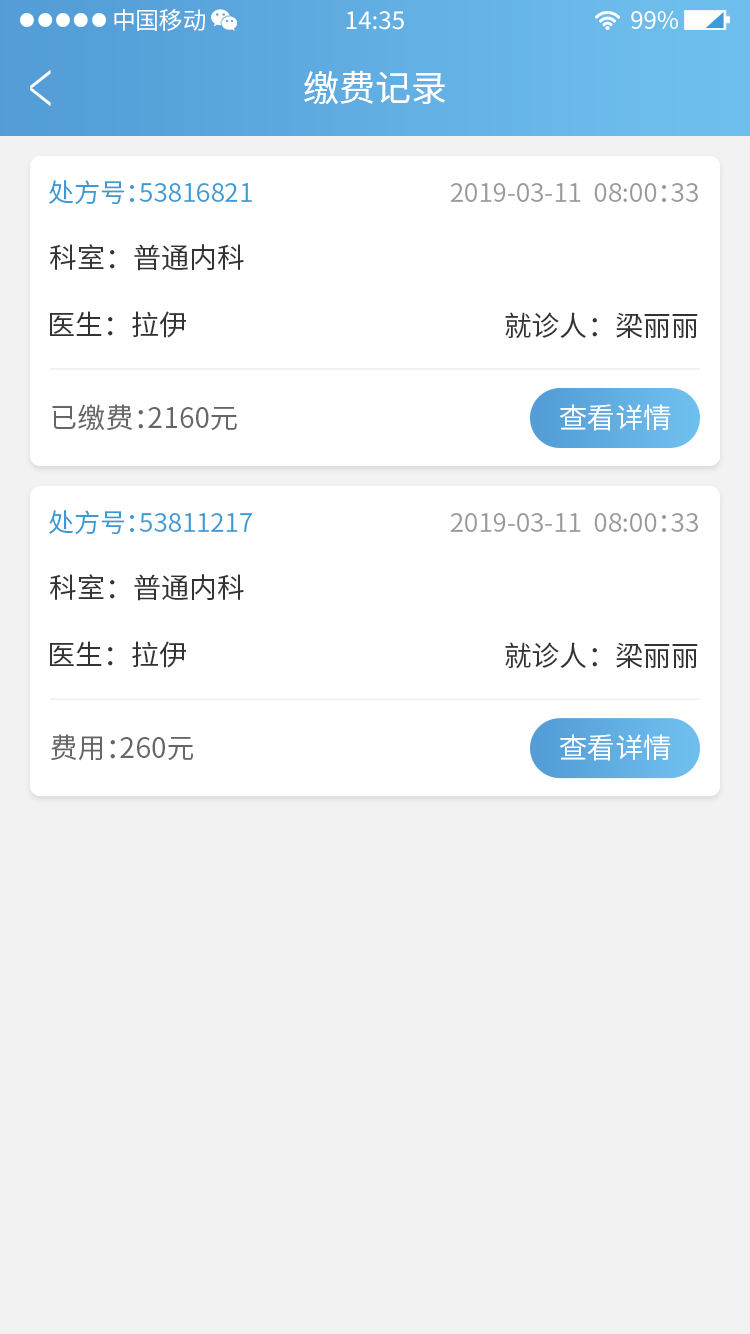 中国移动 14:35 99%
缴费记录
处方号:53816821 2019-03-11 08:00:33
科室：普通内科
医生：拉伊 就诊人：梁丽丽
已缴费:2160元 查看详情
处方号:53811217 2019-03-11 08:00:33
科室：普通内科
医生：拉伊 就诊人：梁丽丽
费用:260元 查看详情